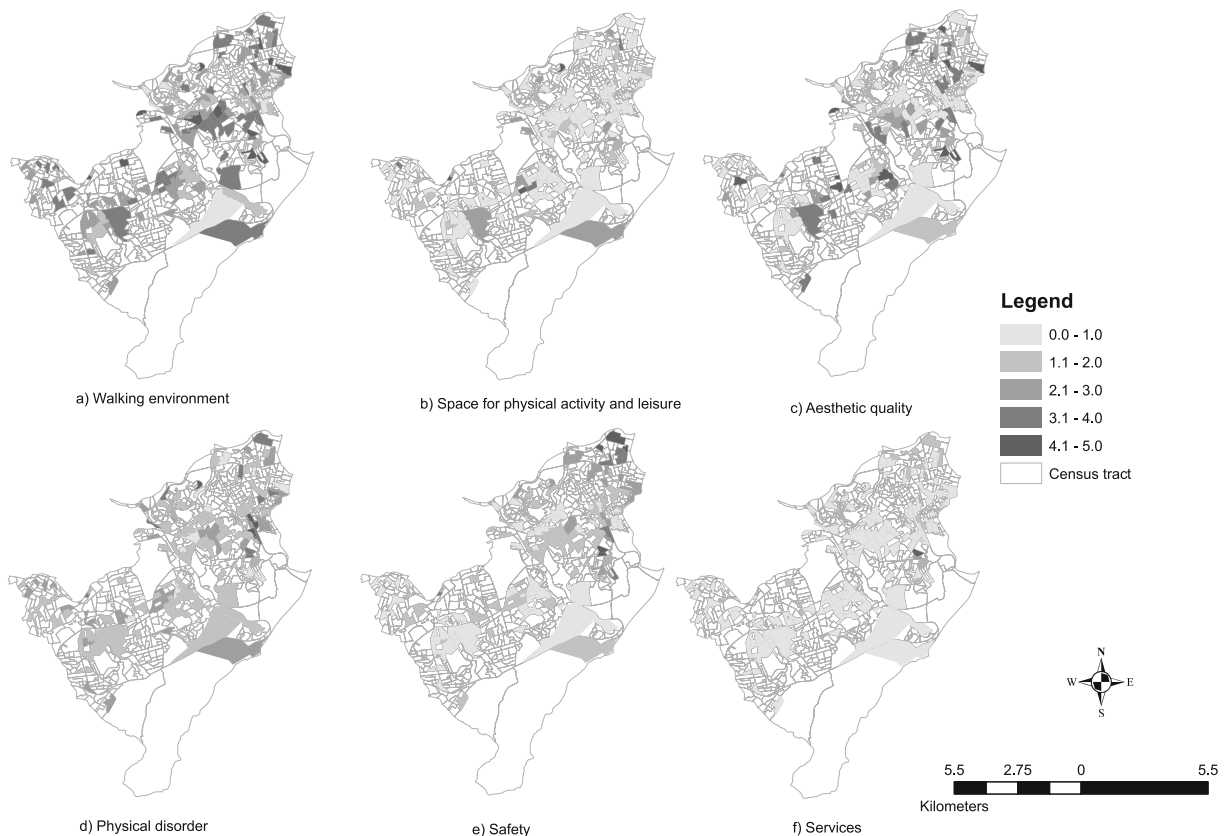 a) Walking environment
b) Space for physical activity and leisure
c) Aesthetic quality
Legend
0.0 - 1.0
1.1 - 2.0
2.1 - 3.0
3.1 - 4.0
4.1 - 5.0
Census tract
d) Physical disorder
e) Safety
f) Services
N
W E
S
5.5 2.75 0 5.5
Kilometers